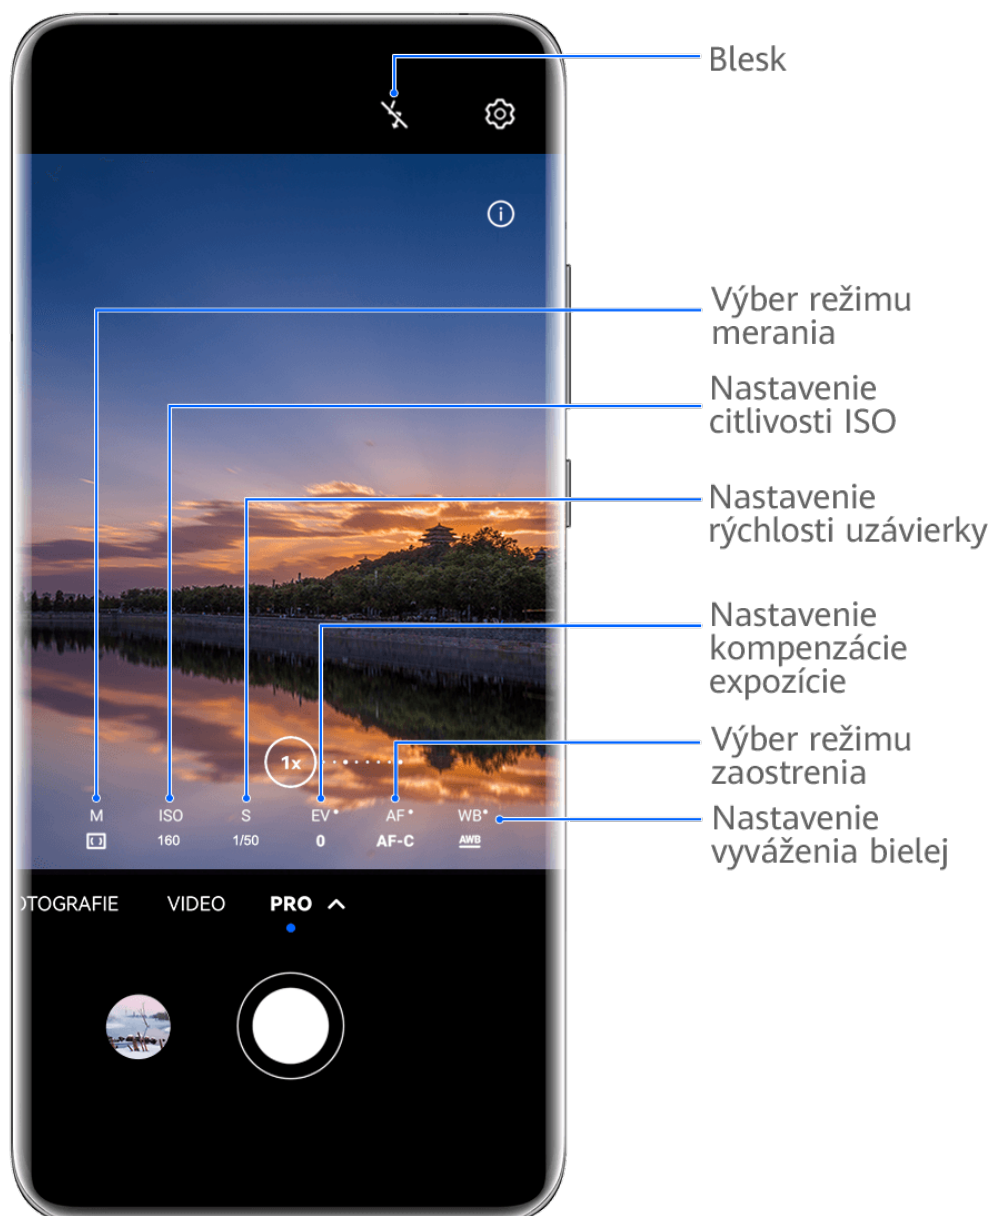 Blesk
Výber režimu
merania
Nastavenie
citlivosti ISO
Nastavenie
rýchlosti uzávierky
Nastavenie
kompenzácie
expozície
Výber režimu
zaostrenia
Nastavenie
vyváženia bielej
1x
M ISO S EV AF WB
160 1/50 0 AF-C AWB
OTOGRAFIE VIDEO PRO